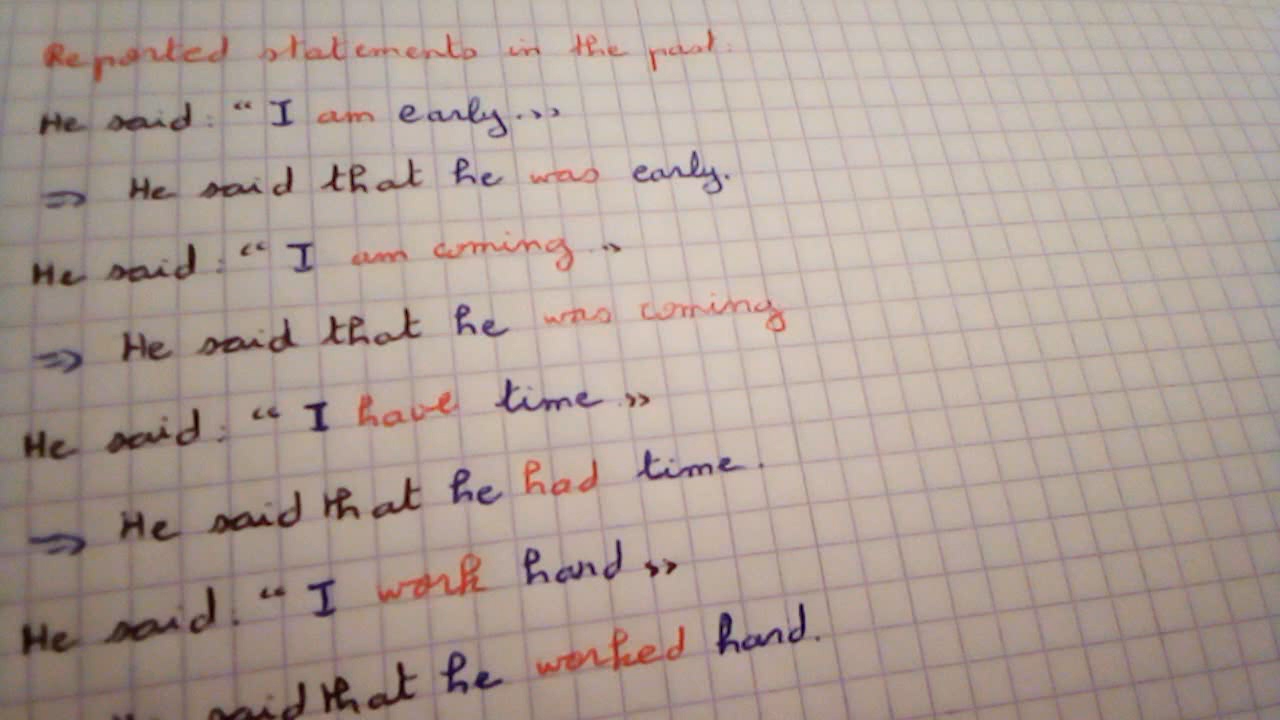 Reported statements in the past.
He said: “ I am early.»
⇒ He said that he was early.
He said: “ I am coming »
⇒ He said that he was coming
He said: “ I have time.»
⇒ He said that he had time.
He said: “ I work hard »
He said that he worked hard.